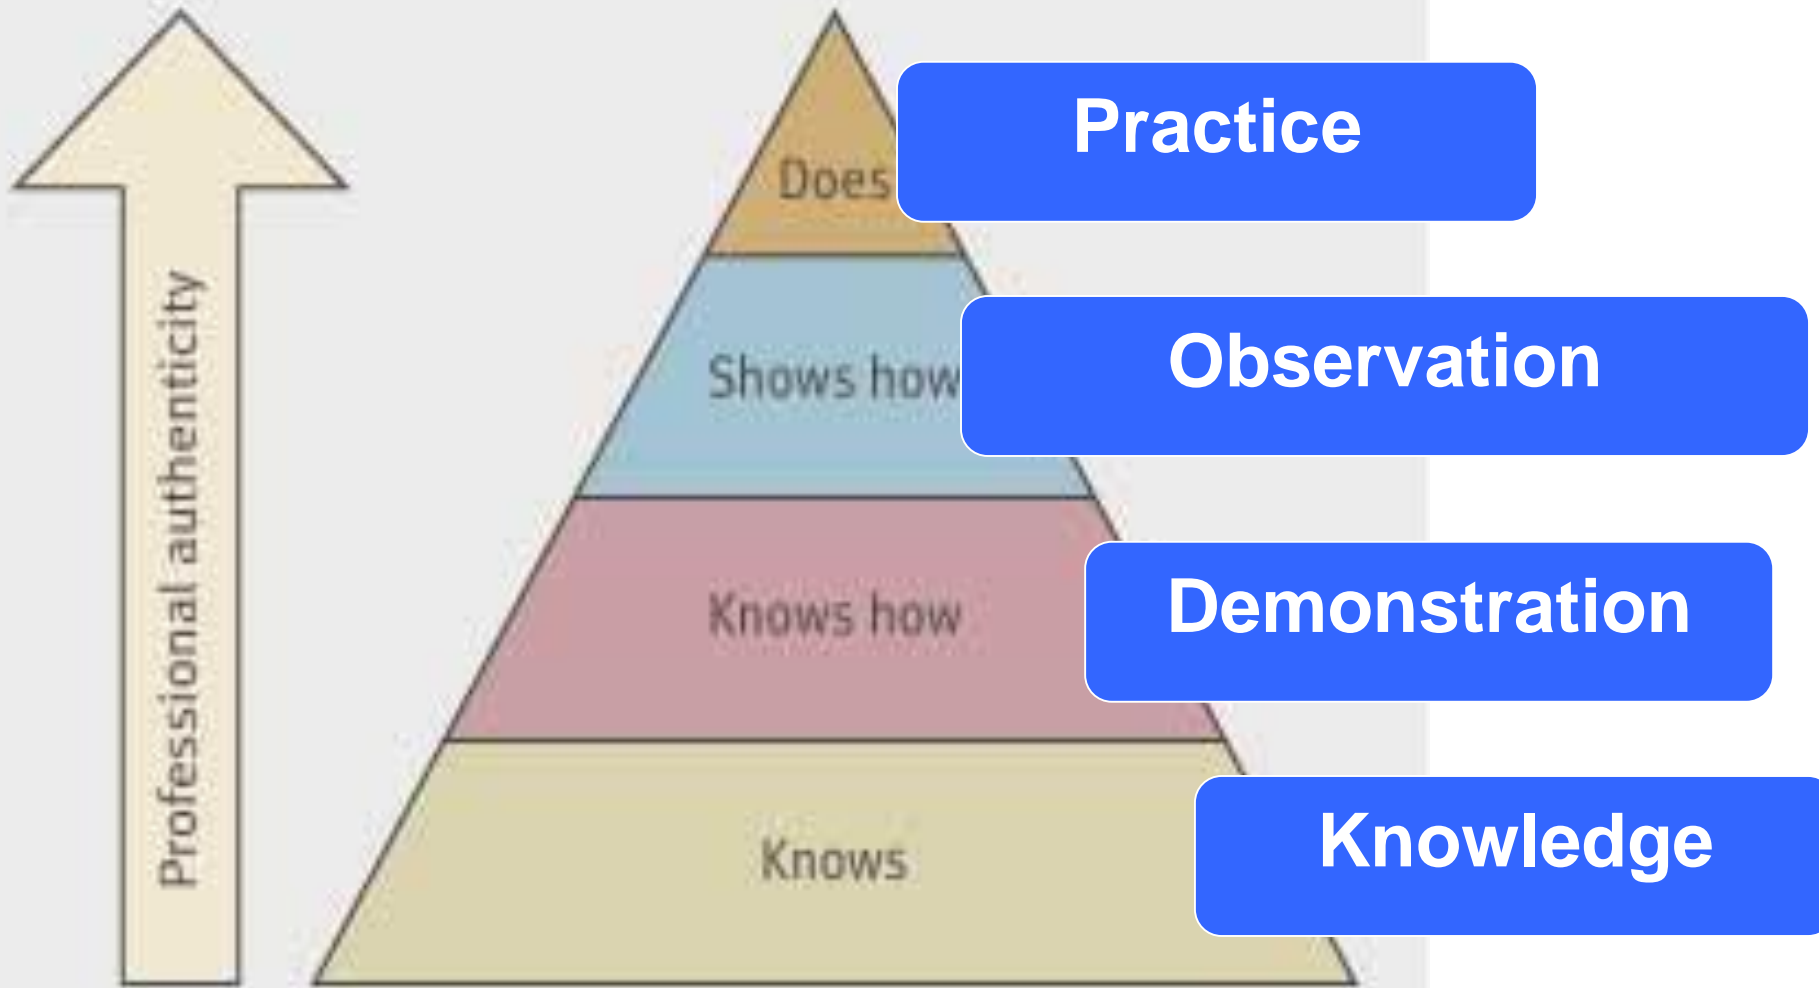 Professional authenticity
Does
Practice
Shows how
Observation
Knows how
Demonstration
Knows
Knowledge